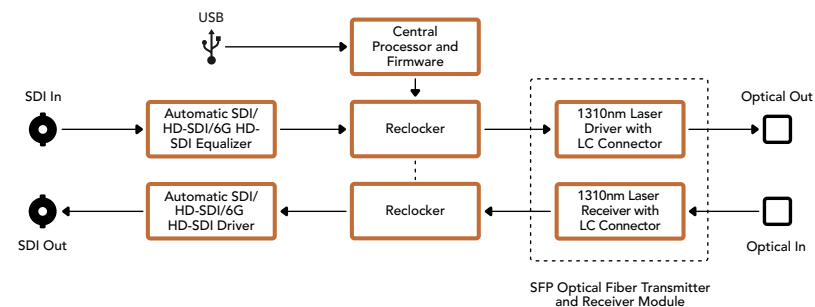 USB
Central
Processor and
Firmware
SDI In
Automatic SDI/
HD-SDI/6G HD-
SDI Equalizer
Reclocker
1310nm Laser
Driver with
LC Connector
Optical Out
SDI Out
Automatic SDI/
HD-SDI/6G
HD-SDI Driver
Reclocker
1310nm Laser
Receiver with
LC Connector
Optical In
SFP Optical Fiber Transmitter
and Receiver Module